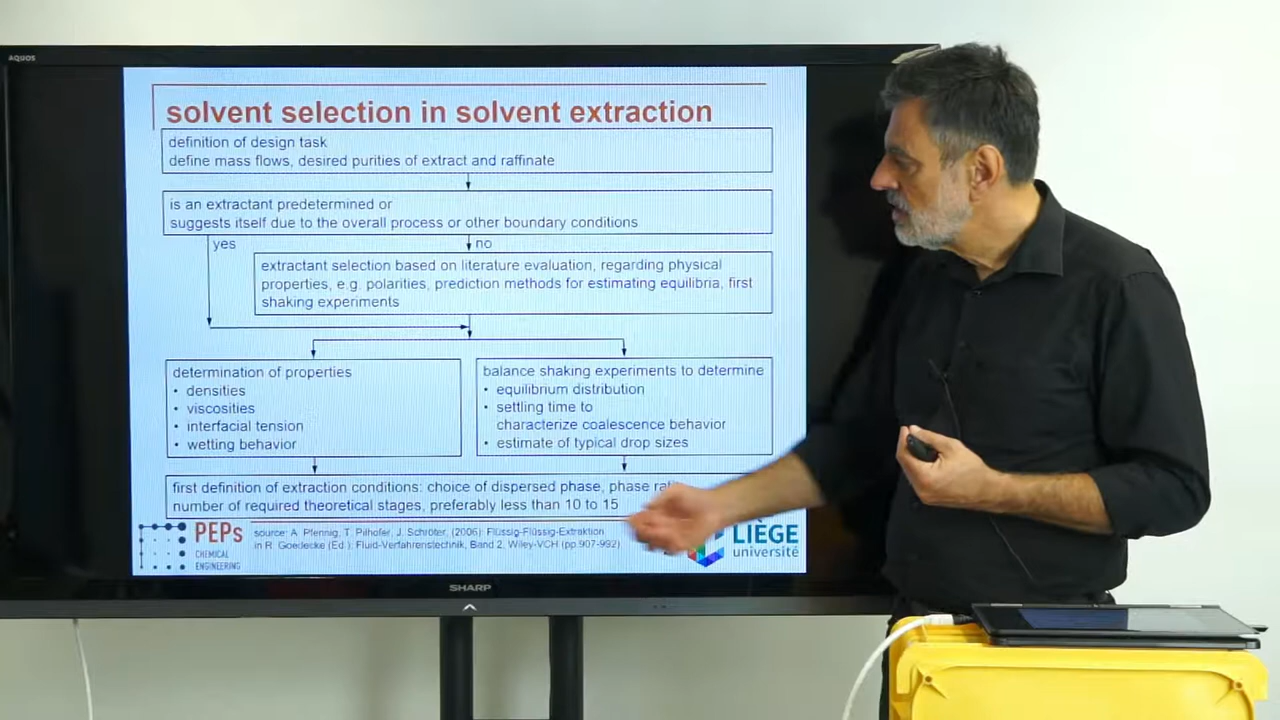 AQUOS
solvent selection in solvent extraction
definition of design task
define mass flows, desired purities of extract and raffinate
is an extractant predetermined or
suggests itself due to the overall process or other boundary conditions
yes
no
extractant selection based on literature evaluation, regarding physical
properties, e.g. polarities, prediction methods for estimating equilibria, first
shaking experiments
determination of properties
• densities
• viscosities
• interfacial tension
• wetting behavior
balance shaking experiments to determine
• equilibrium distribution
• settling time to
characterize coalescence behavior
• estimate of typical drop sizes
first definition of extraction conditions: choice of dispersed phase, phase
number of required theoretical stages, preferably less than 10 to 15
PEPs
CHEMICAL
ENGINEERING
source: A. Pfennig, T. Pilhofer, J. Schröter, (2006): Flüssig-Flüssig-Extraktion
in R. Goedecke (Ed.): Fluid-Verfahrenstechnik, Band 2, Wiley-VCH (pp.907-992)
LIÈGE
université
SHARP